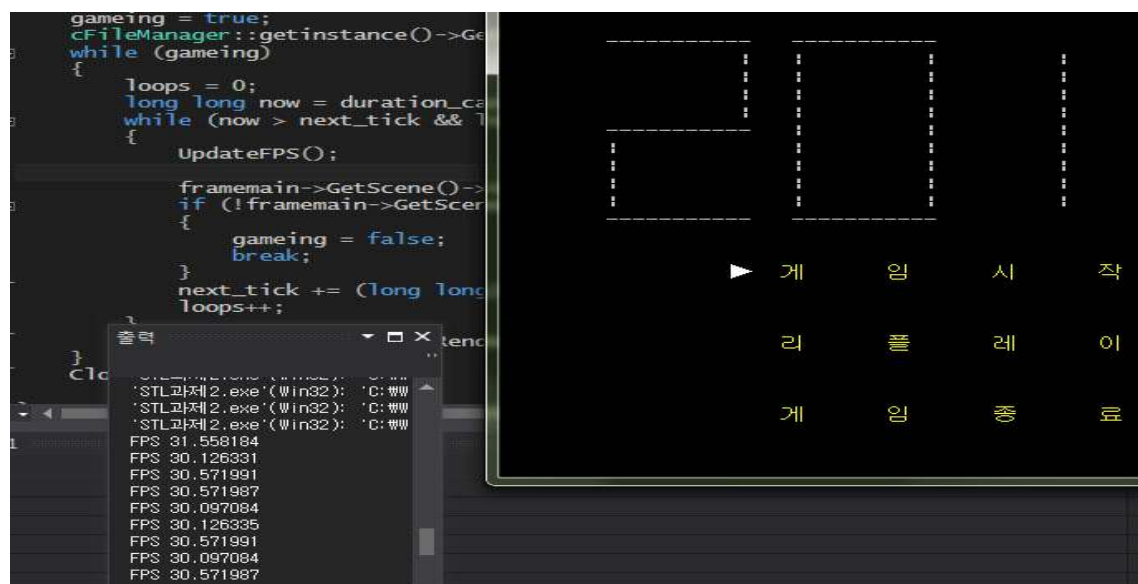 gameing = true;
cFileManager::getinstance()->Ge
while (gameing)
{
loops = 0;
long long now = duration_ca
while (now > next_tick && l
{
UpdateFPS();
framemain->GetScene()->
if (!framemain->GetScen
{
gameing = false;
break;
}
next_tick += (long long
loops++;
}
}
Clo
출력
'STL과제2.exe'(Win32): 'C:₩W
'STL과제2.exe'(Win32): 'C:₩W
'STL과제2.exe'(Win32): 'C:₩W
FPS 31.558184
FPS 30.126331
FPS 30.571991
FPS 30.571987
FPS 30.097084
FPS 30.126335
FPS 30.571991
FPS 30.097084
FPS 30.571987
► 게 임 시 작
리 플 레 이
게 임 종 료